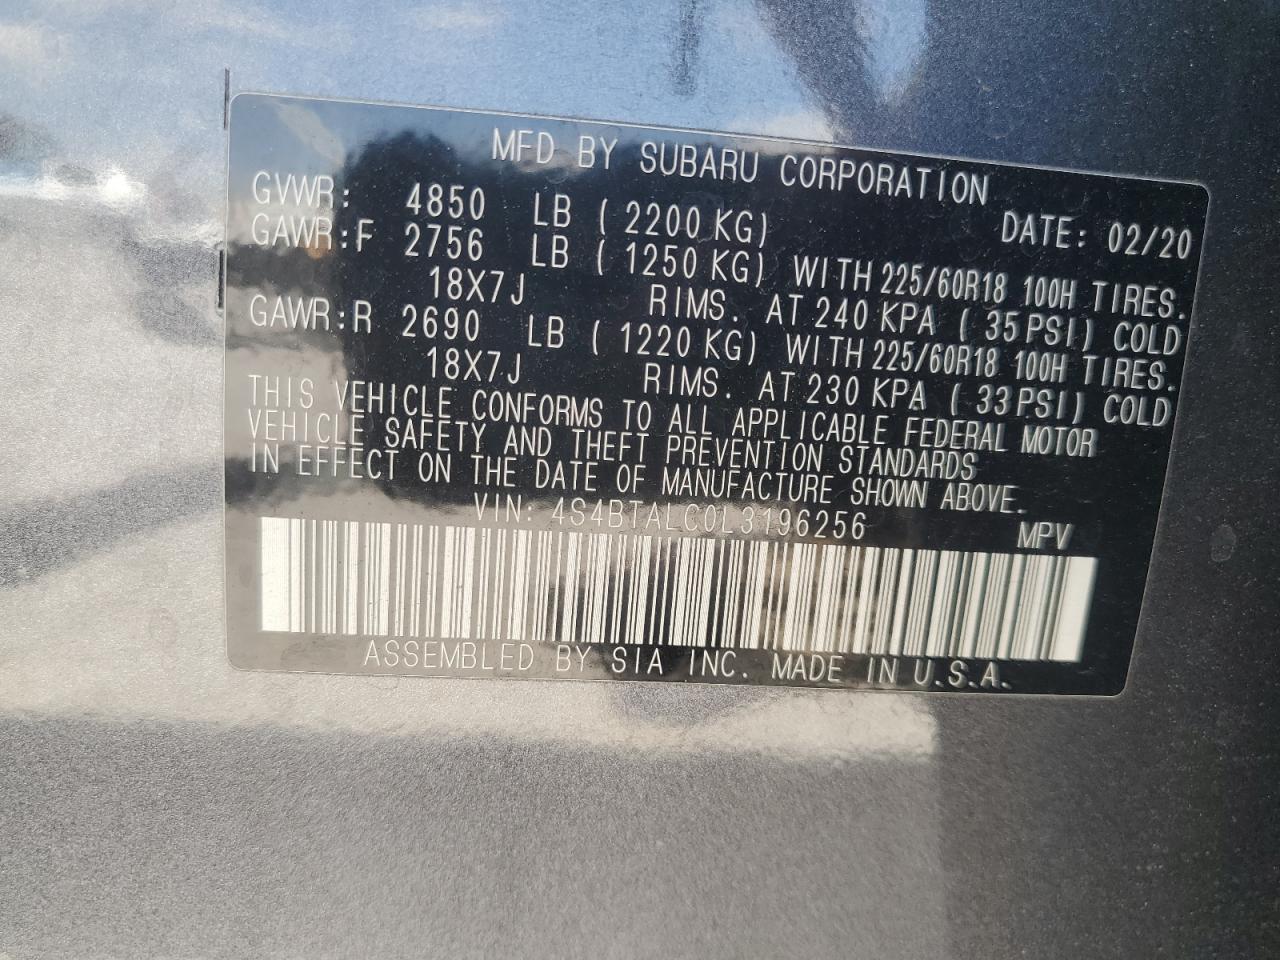 MFD BY SUBARU CORPORATION
DATE: 02/20
GVWR: 4850 LB ( 2200 KG)
GAWR:F 2756 LB ( 1250 KG) WITH 225/60R18 100H TIRES.
18X7J RIMS. AT 240 KPA ( 35 PSI) COLD
GAWR:R 2690 LB ( 1220 KG) WITH 225/60R18 100H TIRES.
18X7J RIMS. AT 230 KPA ( 33 PSI) COLD
THIS VEHICLE CONFORMS TO ALL APPLICABLE FEDERAL MOTOR
VEHICLE SAFETY AND THEFT PREVENTION STANDARDS
IN EFFECT ON THE DATE OF MANUFACTURE SHOWN ABOVE.
VIN: 4S4BTALC0L3196256 MPV
ASSEMBLED BY SIA INC. MADE IN U.S.A.